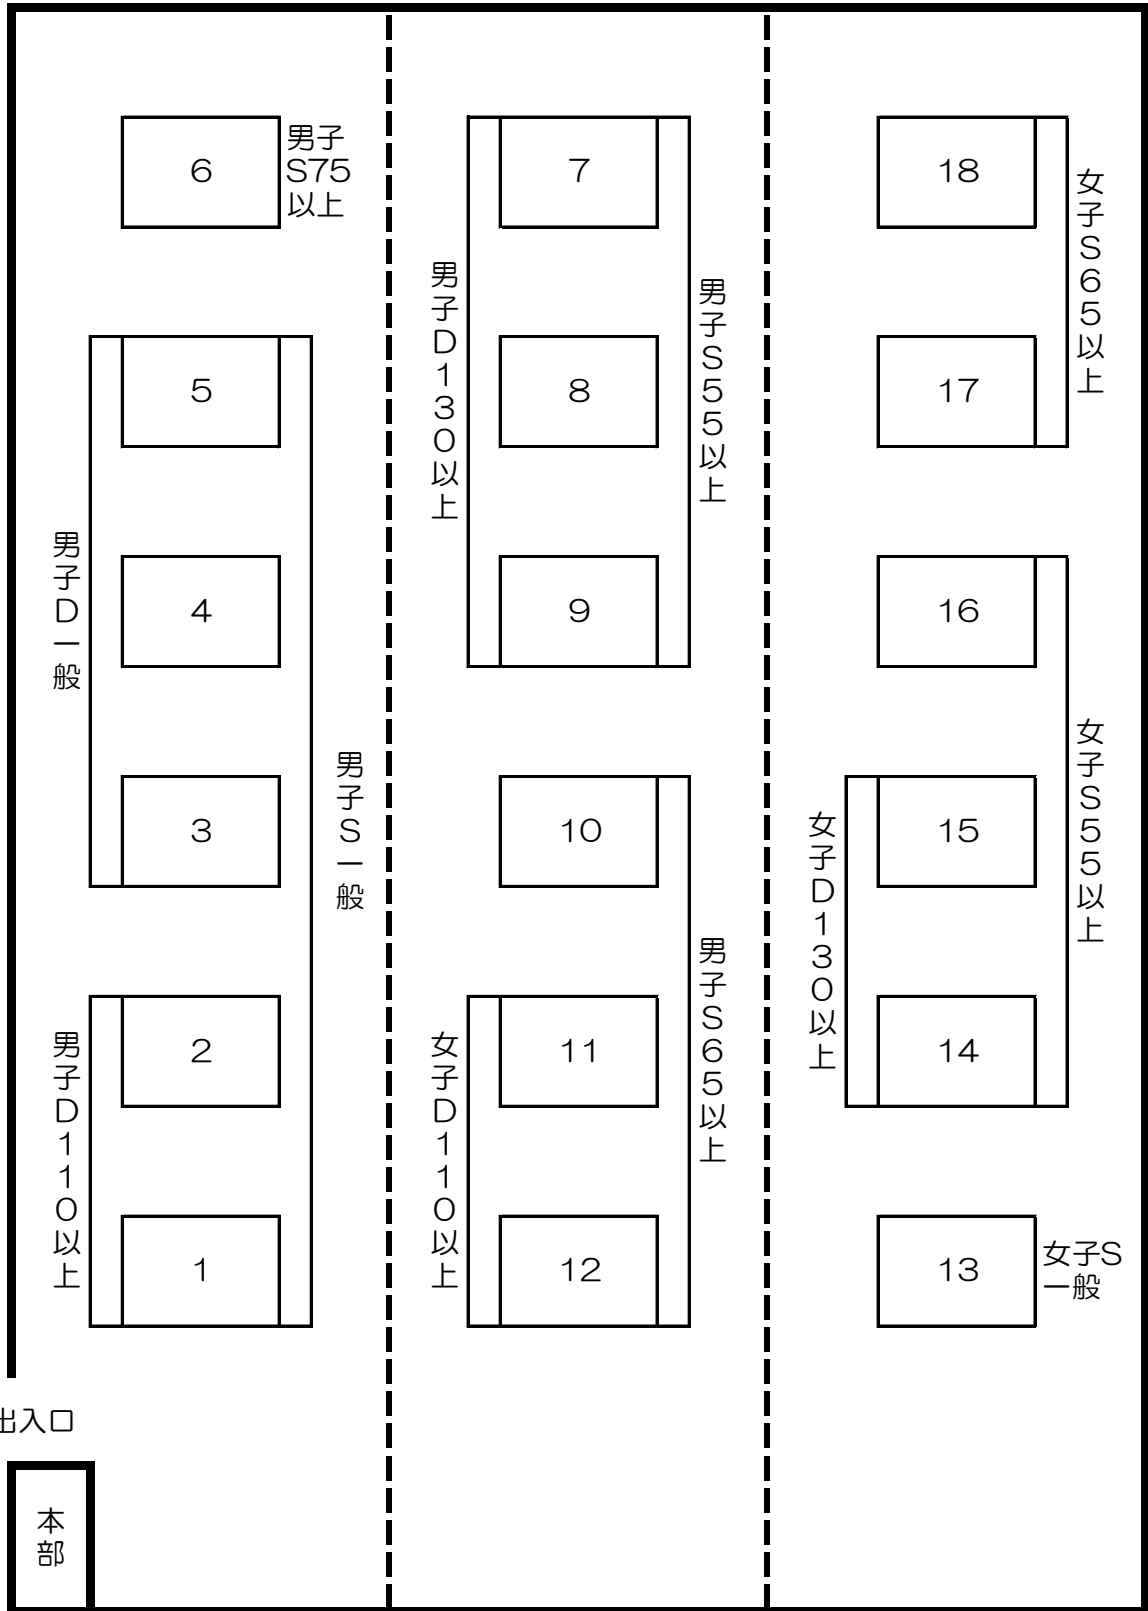 6
男子
S75
以上
5
4
3
2
1
男子D一般
男子S一般
男子D110以上
7
8
9
10
11
12
男子D130以上
男子S55以上
男子S65以上
女子D110以上
18
17
16
15
14
13
女子S65以上
女子S55以上
女子D130以上
女子S
一般
出入口
本部